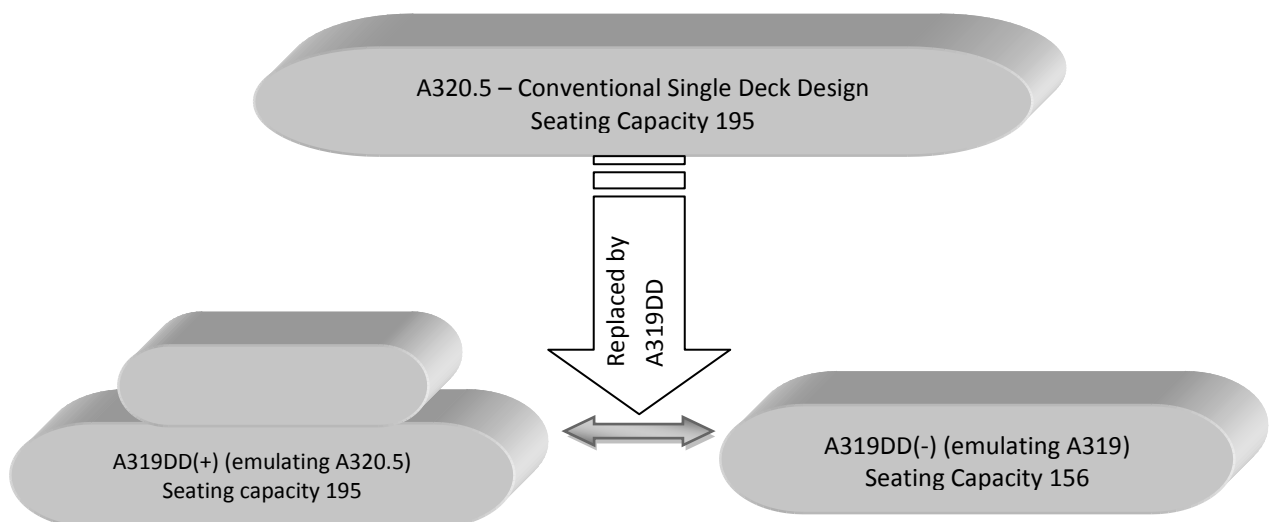 A320.5 – Conventional Single Deck Design
Seating Capacity 195
Replaced by
A319DD
A319DD(+) (emulating A320.5)
Seating capacity 195
A319DD(-) (emulating A319)
Seating Capacity 156